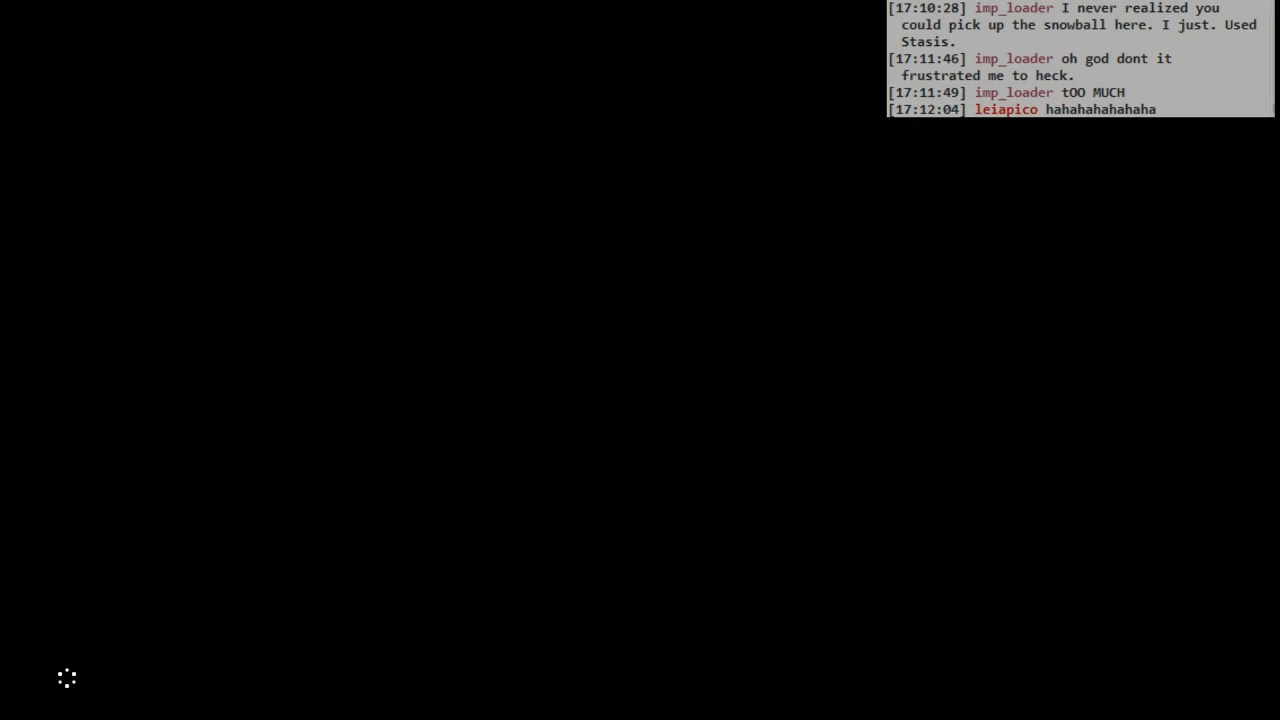 [17:10:28] imp_loader I never realized you
could pick up the snowball here. I just. Used
Stasis.
[17:11:46] imp_loader oh god dont it
frustrated me to heck.
[17:11:49] imp_loader tOO MUCH
[17:12:04] leiapico hahahahahahaha